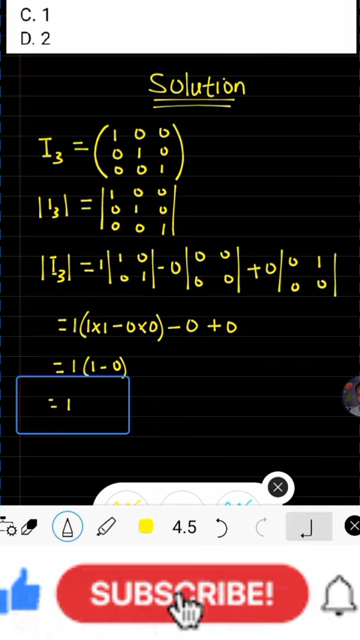 C. 1
D. 2
Solution
I₃ = (1 0 0
0 1 0
0 0 1)
|I₃| = |1 0 0
0 1 0
0 0 1|
|I₃| = 1|1 0 - 0|0 0 + 0|0 1
0 1| 0 0| 0 0|
= 1(1×1 - 0×0) - 0 + 0
= 1(1-0)
= 1
4.5
SUBSCRIBE!